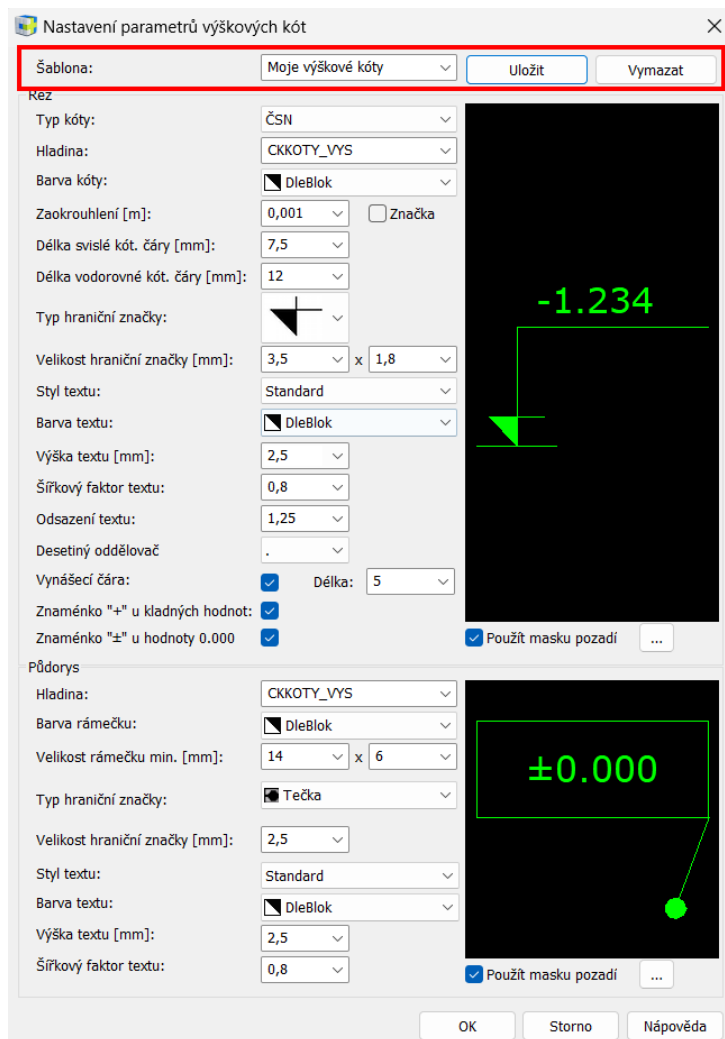 Nastavení parametrů výškových kót
Šablona: Moje výškové kóty Uložit Vymazat
Řez
Typ kóty: ČSN
Hladina: CKKOTY_VYS
Barva kóty: DleBlok
Zaokrouhlení [m]: 0,001 Značka
Délka svislé kót. čáry [mm]: 7,5
Délka vodorovné kót. čáry [mm]: 12
-1.234
Typ hraniční značky:
Velikost hraniční značky [mm]: 3,5 x 1,8
Styl textu: Standard
Barva textu: DleBlok
Výška textu [mm]: 2,5
Šířkový faktor textu: 0,8
Odsazení textu: 1,25
Desetiný oddělovač .
Vynášecí čára: Délka: 5
Znaménko "+" u kladných hodnot:
Znaménko "±" u hodnoty 0.000 Použít masku pozadí ...
Půdorys
Hladina: CKKOTY_VYS
Barva rámečku: DleBlok
Velikost rámečku min. [mm]: 14 x 6
±0.000
Typ hraniční značky: Tečka
Velikost hraniční značky [mm]: 2,5
Styl textu: Standard
Barva textu: DleBlok
Výška textu [mm]: 2,5
Šířkový faktor textu: 0,8 Použít masku pozadí ...
OK Storno Nápověda